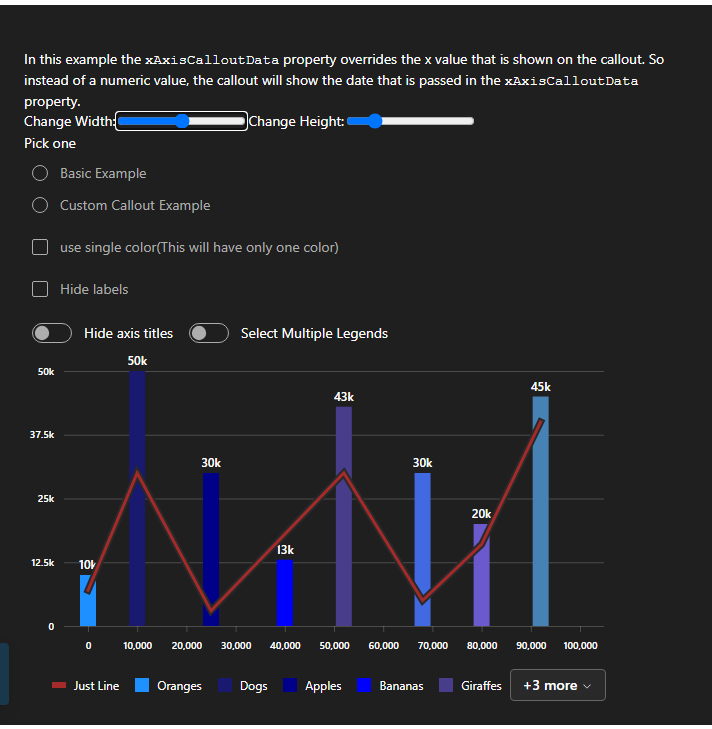 In this example the xAxisCalloutData property overrides the x value that is shown on the callout. So
instead of a numeric value, the callout will show the date that is passed in the xAxisCalloutData
property.
Change Width: Change Height:
Pick one
Basic Example
Custom Callout Example
use single color(This will have only one color)
Hide labels
Hide axis titles Select Multiple Legends
50k
50k
45k
43k
37.5k
30k 30k
25k
20k
13k
12.5k 10k
0
0 10,000 20,000 30,000 40,000 50,000 60,000 70,000 80,000 90,000 100,000
Just Line Oranges Dogs Apples Bananas Giraffes +3 more